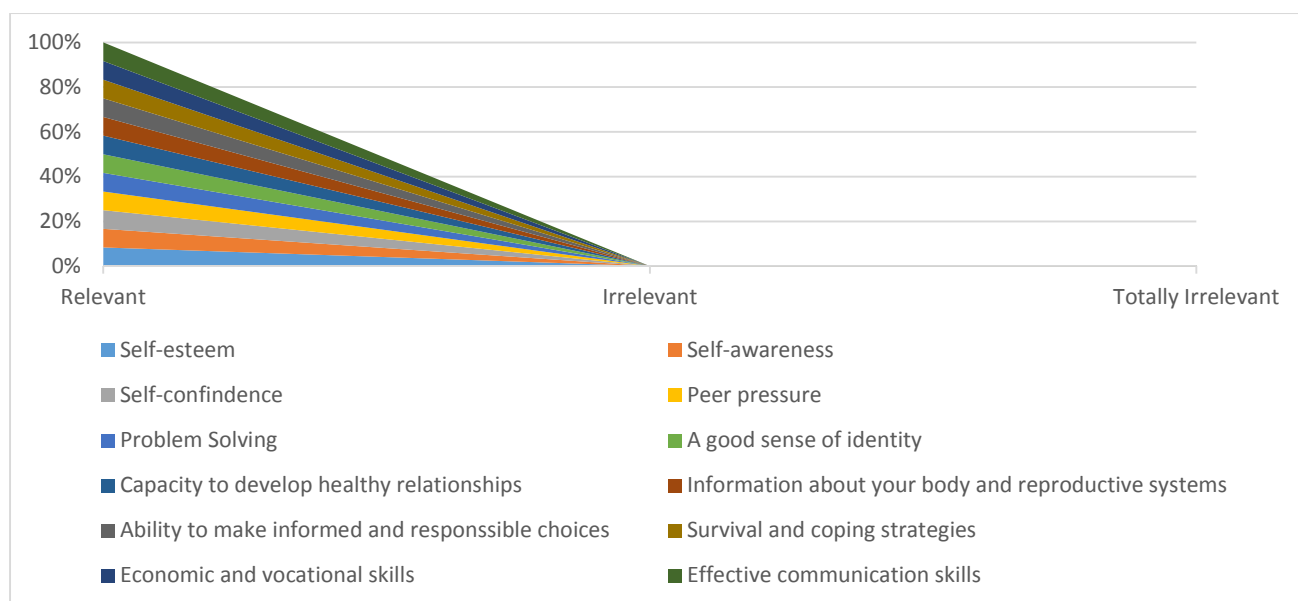 100%
80%
60%
40%
20%
0%
Relevant Irrelevant Totally Irrelevant
Self-esteem Self-awareness
Self-confindence Peer pressure
Problem Solving A good sense of identity
Capacity to develop healthy relationships Information about your body and reproductive systems
Ability to make informed and responssible choices Survival and coping strategies
Economic and vocational skills Effective communication skills